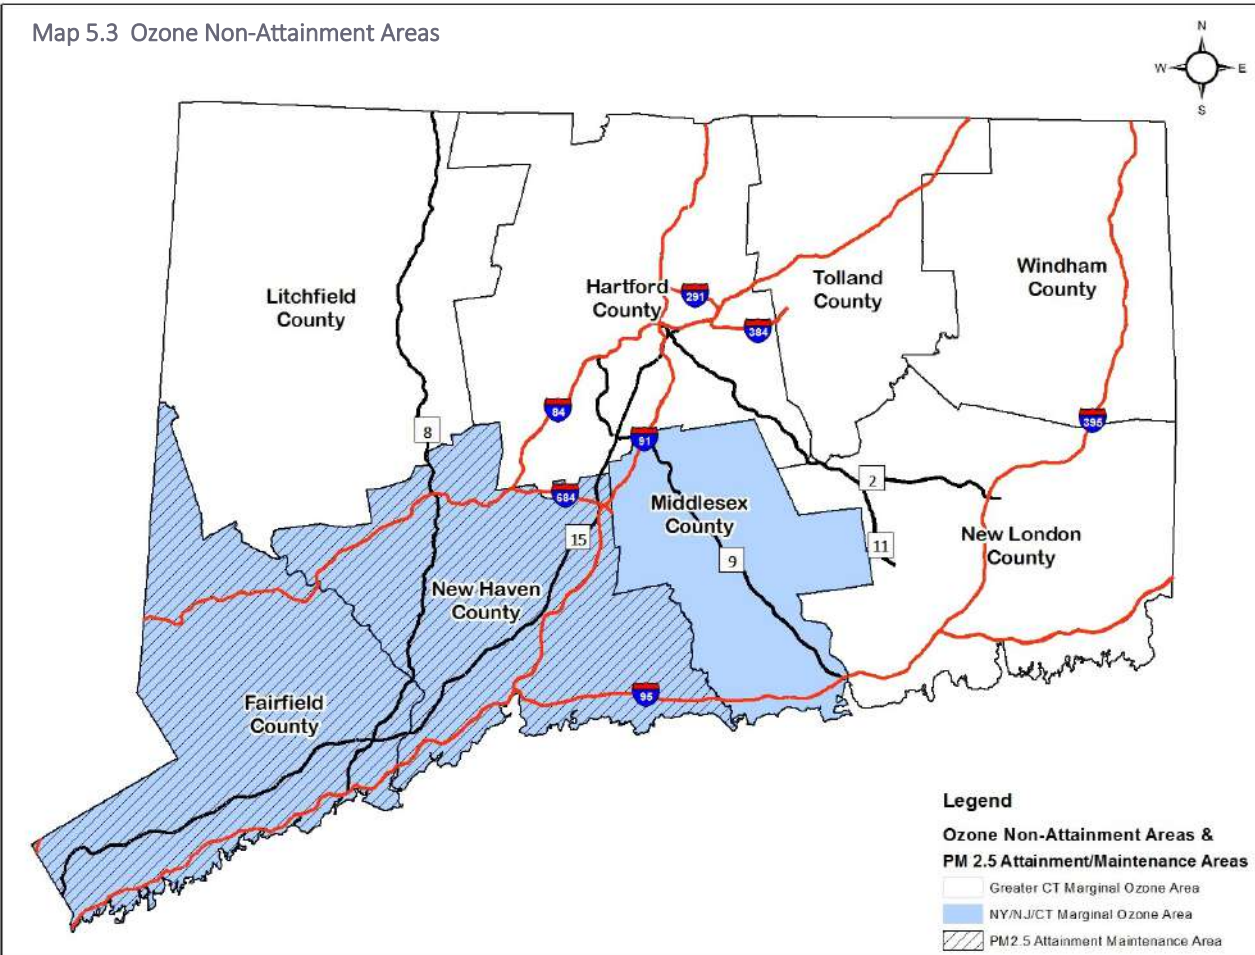 Map 5.3 Ozone Non-Attainment Areas
N
W
E
S
Litchfield
County
Hartford
County
Tolland
County
Windham
County
291
384
84
8
91
395
684
2
Middlesex
County
15
9
11
New London
County
New Haven
County
Fairfield
County
95
Legend
Ozone Non-Attainment Areas &
PM 2.5 Attainment/Maintenance Areas
Greater CT Marginal Ozone Area
NY/NJ/CT Marginal Ozone Area
PM2.5 Attainment Maintenance Area